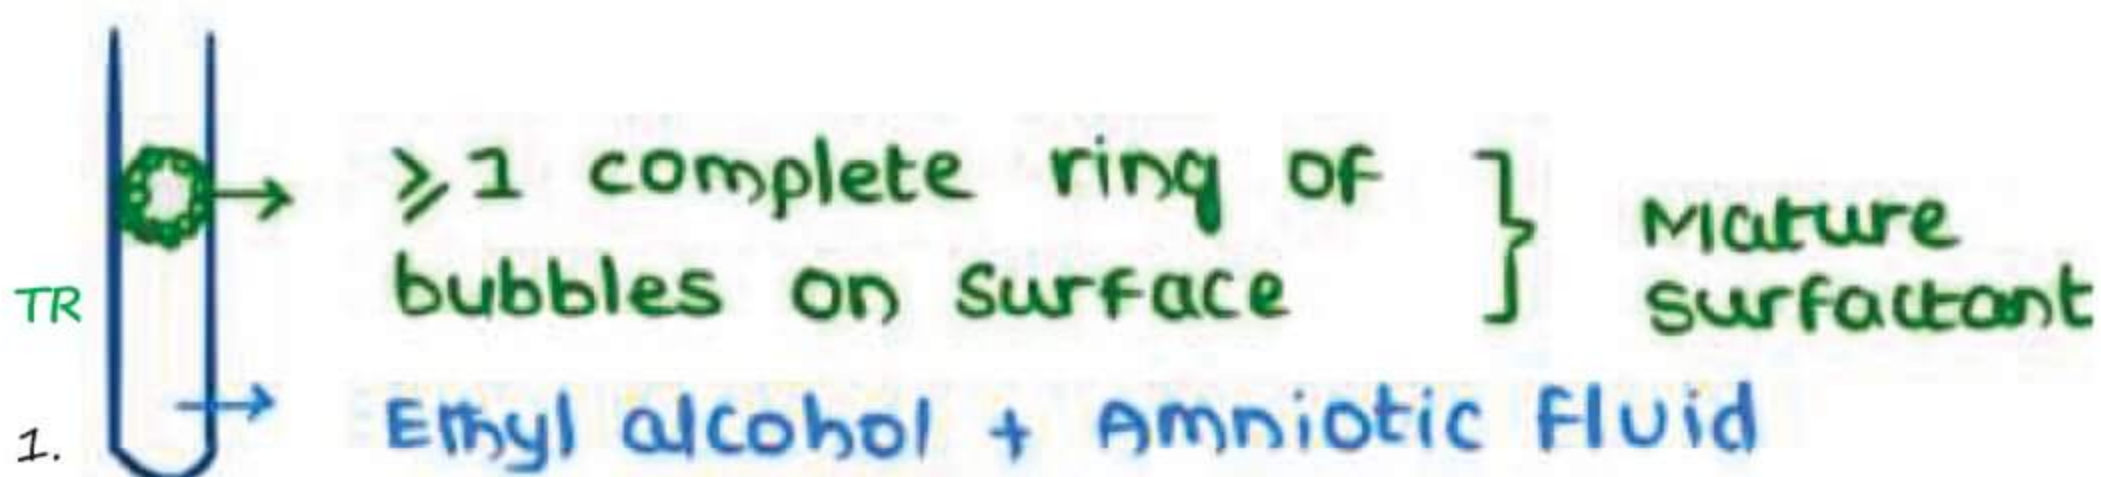 ≥1 complete ring of
bubbles on surface
Mature
surfactant
TR
Ethyl alcohol + Amniotic fluid
1.